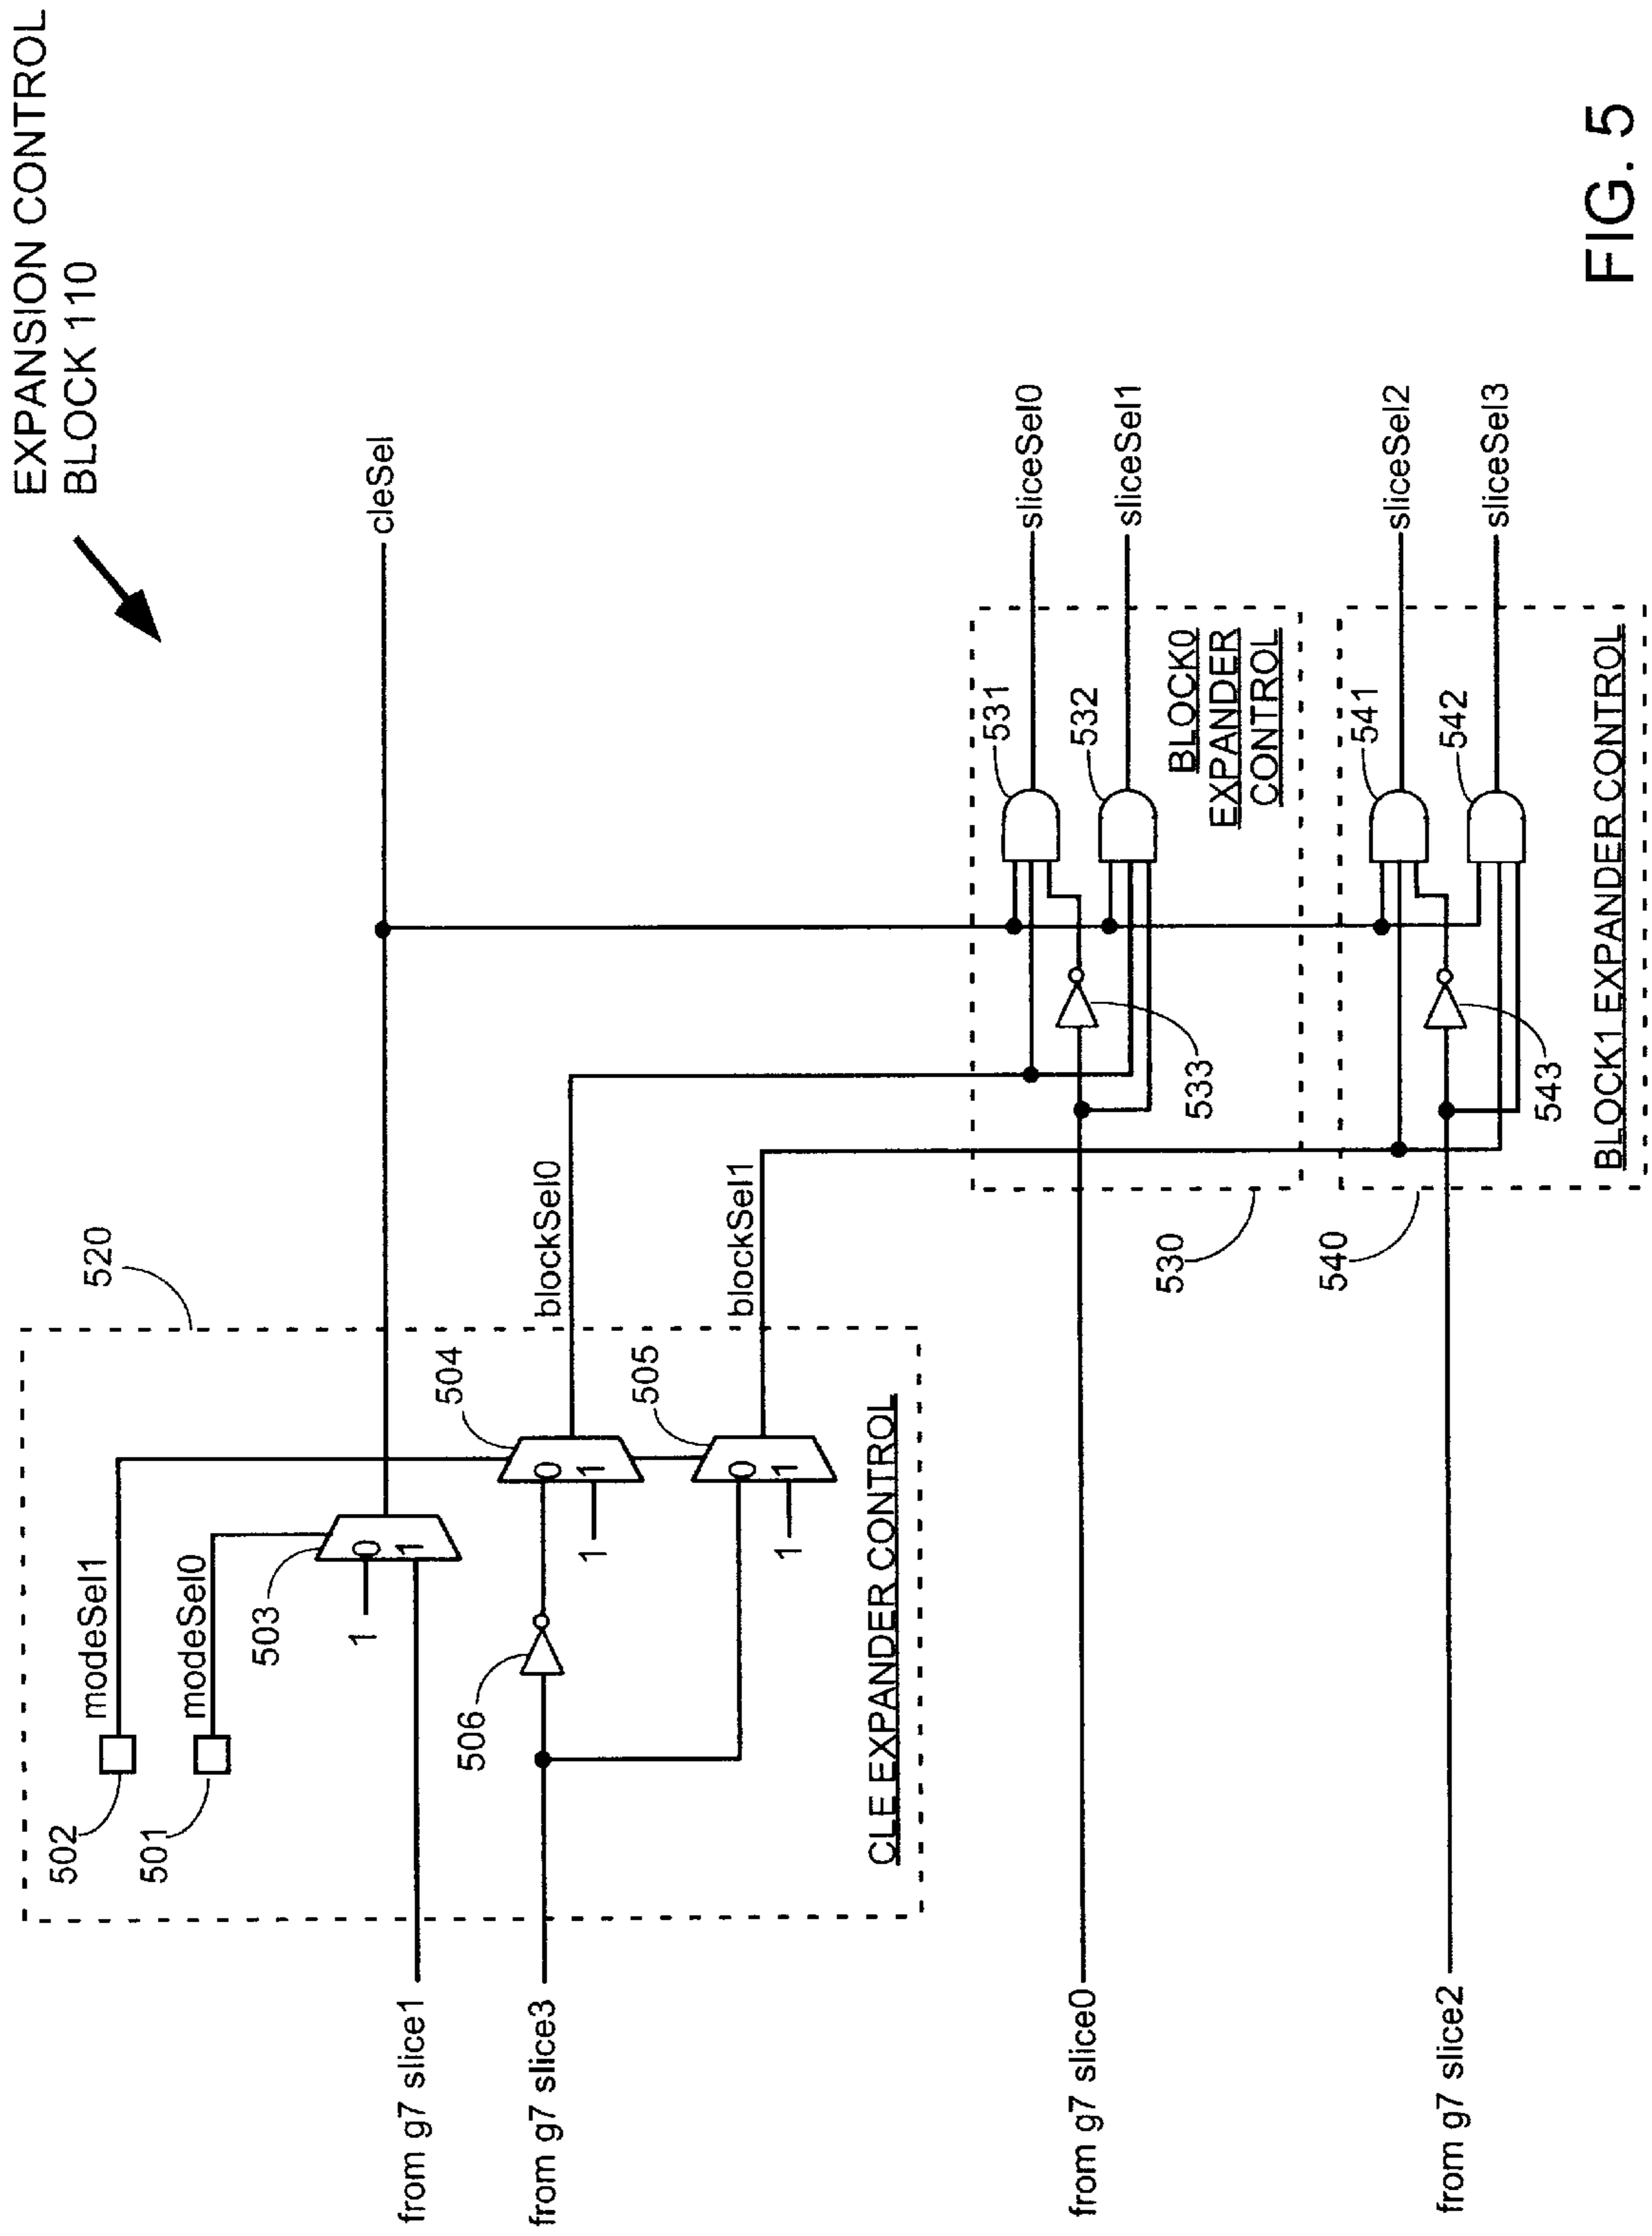 EXPANSION CONTROL
BLOCK 110
cleSel
520
modeSel1
502
modeSel0
501
503
0
1
1
from g7 slice1
504
0
1
1
blockSel0
506
from g7 slice3
505
0
1
1
blockSel1
CLE EXPANDER CONTROL
531
sliceSel0
532
sliceSel1
BLOCK0
EXPANDER
CONTROL
533
530
from g7 slice0
541
sliceSel2
542
sliceSel3
543
540
from g7 slice2
BLOCK1 EXPANDER CONTROL
FIG. 5